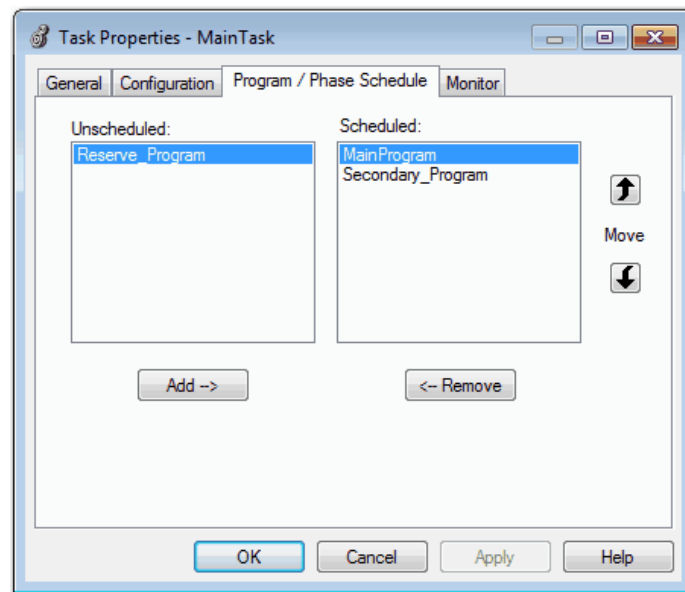 Task Properties - MainTask
General Configuration Program / Phase Schedule Monitor
Unscheduled: Scheduled:
Reserve_Program MainProgram
Secondary_Program
Move
Add --> <-- Remove
OK Cancel Apply Help